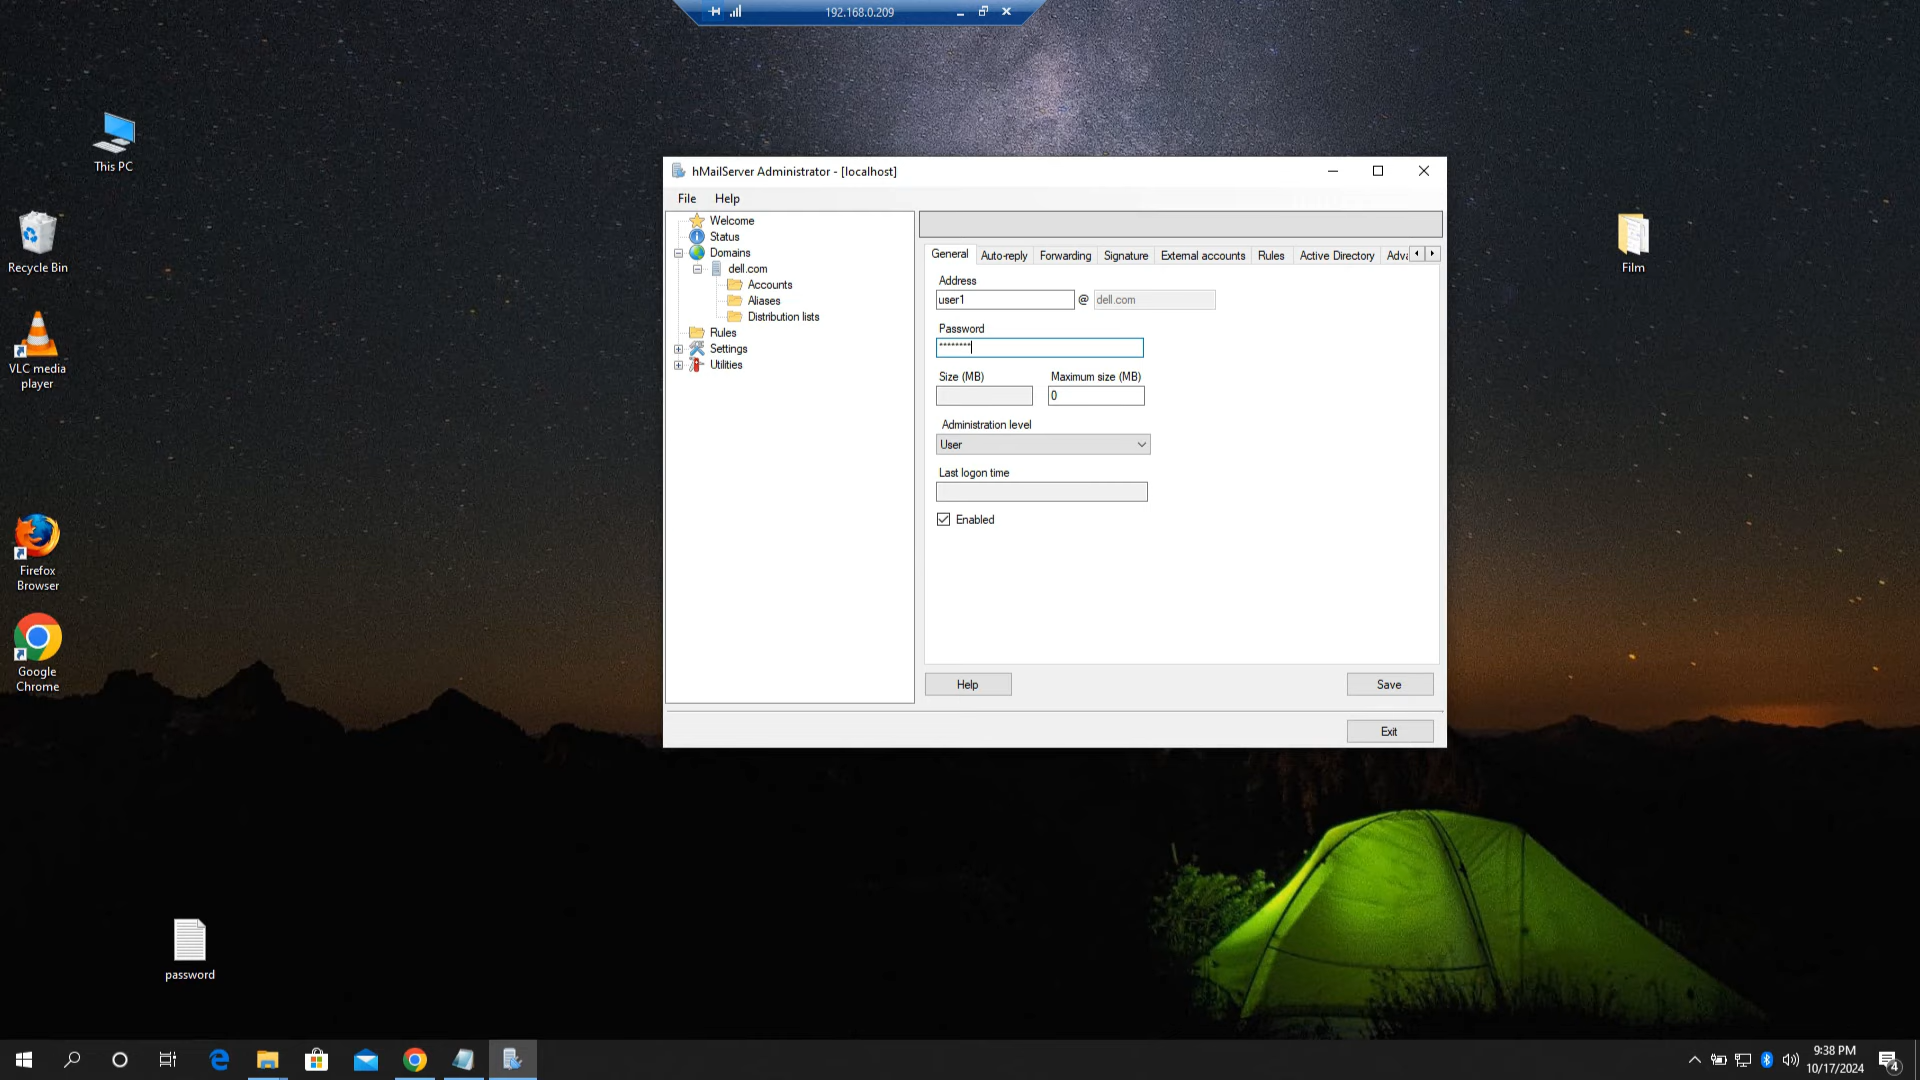 192.168.0.209
This PC
Recycle Bin
VLC media
player
Firefox
Browser
Google
Chrome
password
Film
hMailServer Administrator - [localhost]
File Help
Welcome
Status
Domains
dell.com
Accounts
Aliases
Distribution lists
Rules
Settings
Utilities
General Auto-reply Forwarding Signature External accounts Rules Active Directory
Address
user1 @ dell.com
Password
********
Size (MB) Maximum size (MB)
0
Administration level
User
Last logon time
Enabled
Help Save
Exit
9:38 PM
10/17/2024
4